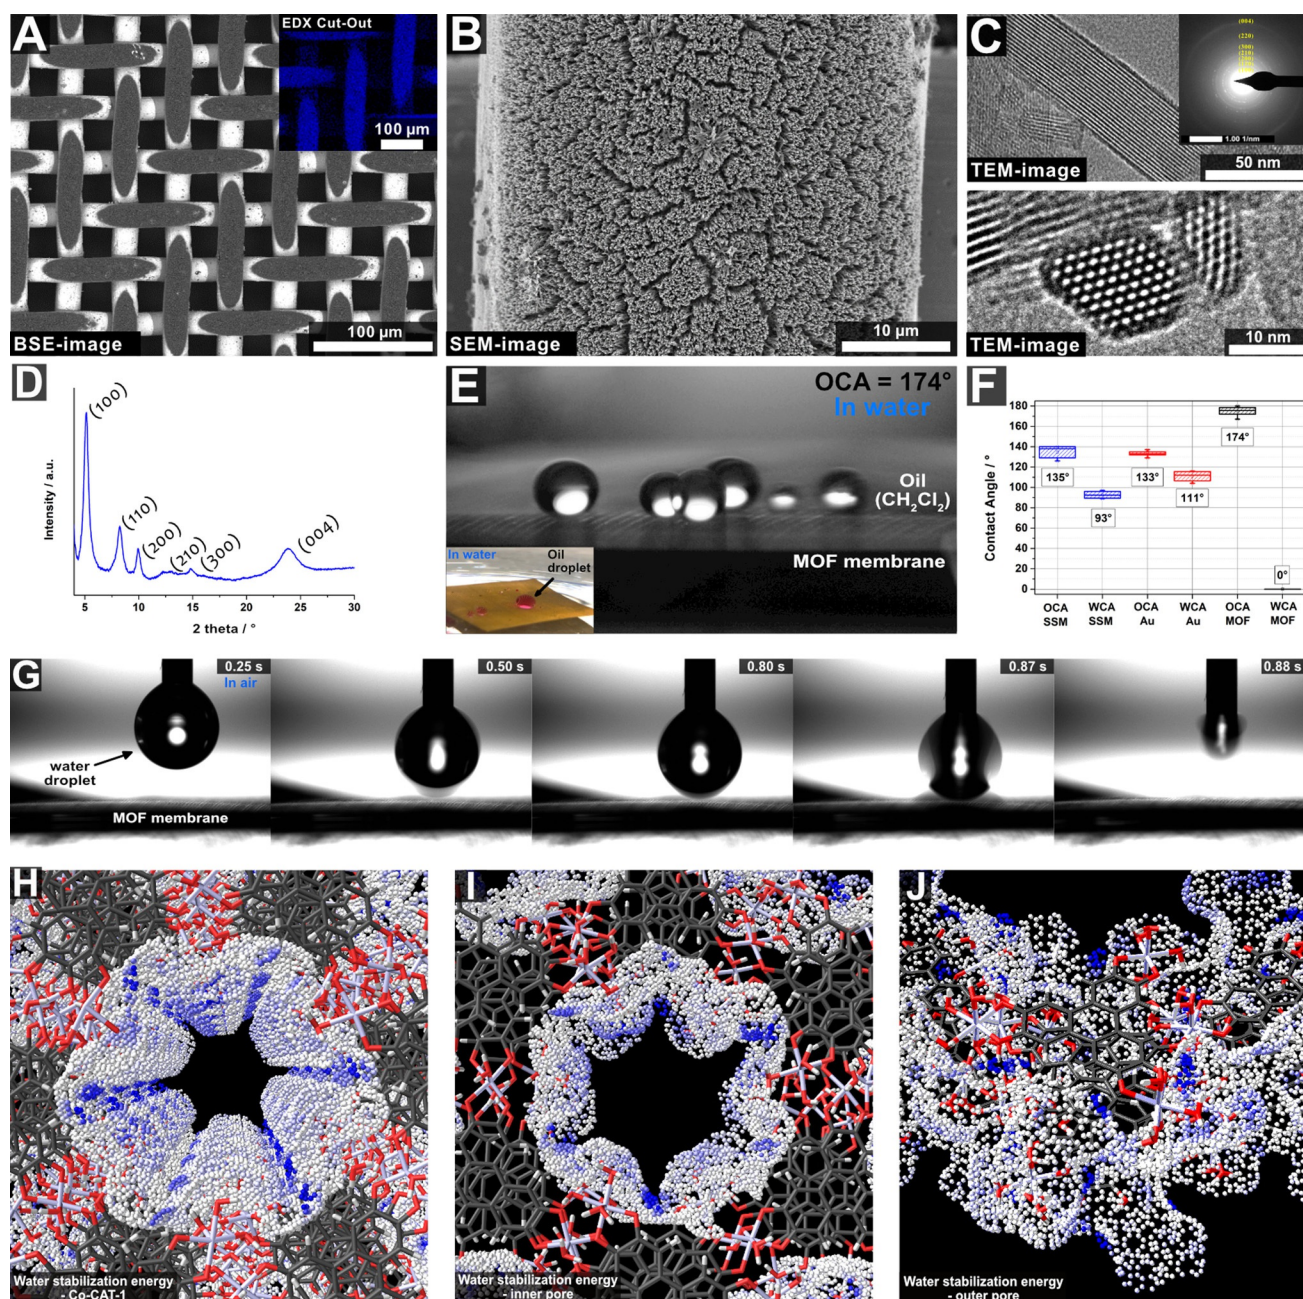 A
EDX Cut-Out
100 µm
100 µm
BSE-image
B
10 µm
SEM-image
C
(004)
(220)
(300)
(210)
1.00 1/nm
50 nm
TEM-image
10 nm
TEM-image
D
Intensity / a.u.
(100)
(110)
(200)
(210)
(300)
(004)
5
10
15
20
25
30
2 theta / °
E
OCA = 174°
In water
Oil
(CH2Cl2)
MOF membrane
In water
Oil
droplet
F
Contact Angle / °
180
160
140
120
100
80
60
40
20
0
135°
93°
133°
111°
174°
0°
OCA WCA OCA WCA OCA WCA
SSM SSM Au Au MOF MOF
G
0.25 s
In air
water
droplet
MOF membrane
0.50 s
0.80 s
0.87 s
0.88 s
H
Water stabilization energy
- Co-CAT-1
I
Water stabilization energy
- inner pore
J
Water stabilization energy
- outer pore